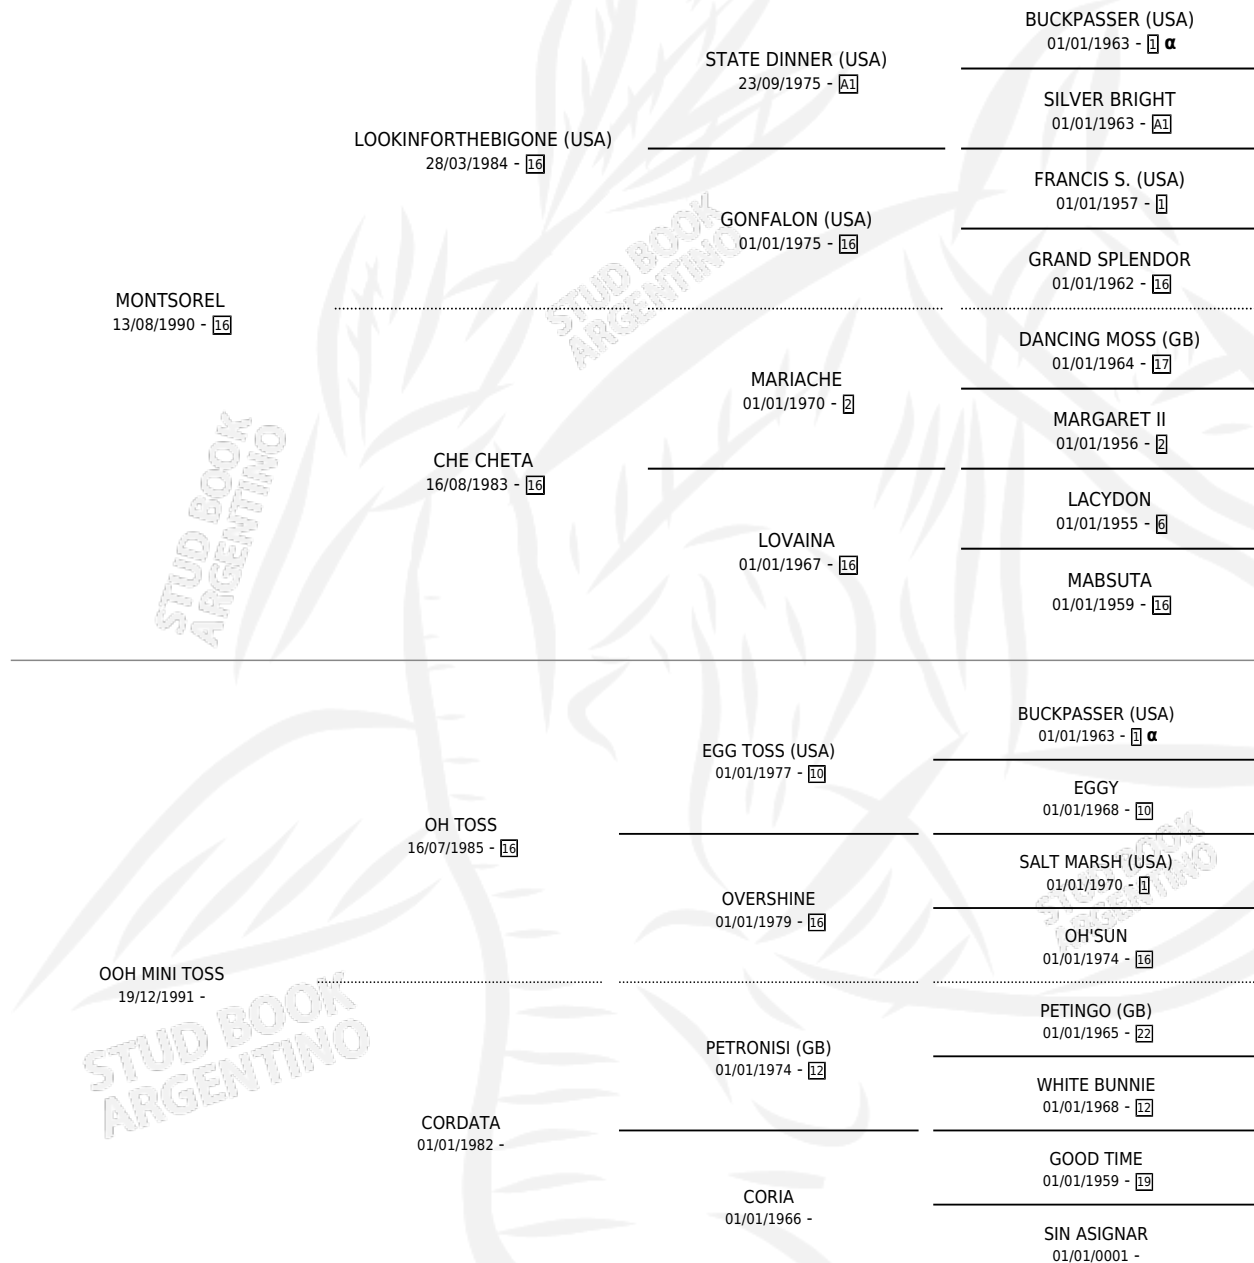 BUCKPASSER (USA)
01/01/1963 - 1 α
STATE DINNER (USA)
23/09/1975 - A1
SILVER BRIGHT
01/01/1963 - A1
LOOKINFORTHEBIGONE (USA)
28/03/1984 - 16
FRANCIS S. (USA)
01/01/1957 - 1
GONFALON (USA)
01/01/1975 - 16
GRAND SPLENDOR
01/01/1962 - 16
MONTSOREL
13/08/1990 - 16
DANCING MOSS (GB)
01/01/1964 - 17
MARIACHE
01/01/1970 - 2
MARGARET II
01/01/1956 - 2
CHE CHETA
16/08/1983 - 16
LACYDON
01/01/1955 - 6
LOVAINA
01/01/1967 - 16
MABSUTA
01/01/1959 - 16
BUCKPASSER (USA)
01/01/1963 - 1 α
EGG TOSS (USA)
01/01/1977 - 10
EGGY
01/01/1968 - 10
OH TOSS
16/07/1985 - 16
SALT MARSH (USA)
01/01/1970 - 1
OVERSHINE
01/01/1979 - 16
OH'SUN
01/01/1974 - 16
OOH MINI TOSS
19/12/1991 -
PETINGO (GB)
01/01/1965 - 22
PETRONISI (GB)
01/01/1974 - 12
WHITE BUNNIE
01/01/1968 - 12
CORDATA
01/01/1982 -
GOOD TIME
01/01/1959 - 19
CORIA
01/01/1966 -
SIN ASIGNAR
01/01/0001 -
STUD BOOK
ARGENTINO
STUD BOOK
ARGENTINO
STUD BOOK
ARGENTINO
STUD BOOK
ARGENTINO